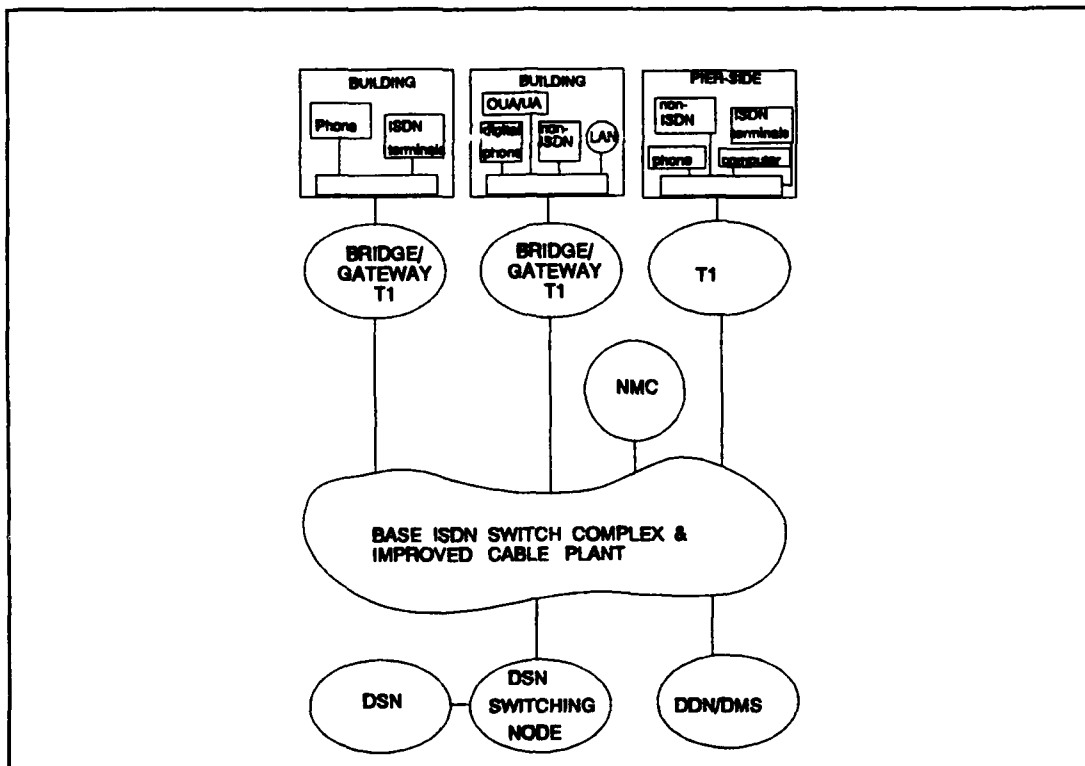 BUILDING
Phone
ISDN
terminals
BUILDING
OUA/UA
digital
phone
non-
ISDN
LAN
PIER-SIDE
non-
ISDN
ISDN
terminals
phone
computer
BRIDGE/
GATEWAY
T1
BRIDGE/
GATEWAY
T1
T1
NMC
BASE ISDN SWITCH COMPLEX &
IMPROVED CABLE PLANT
DSN
DSN
SWITCHING
NODE
DDN/DMS